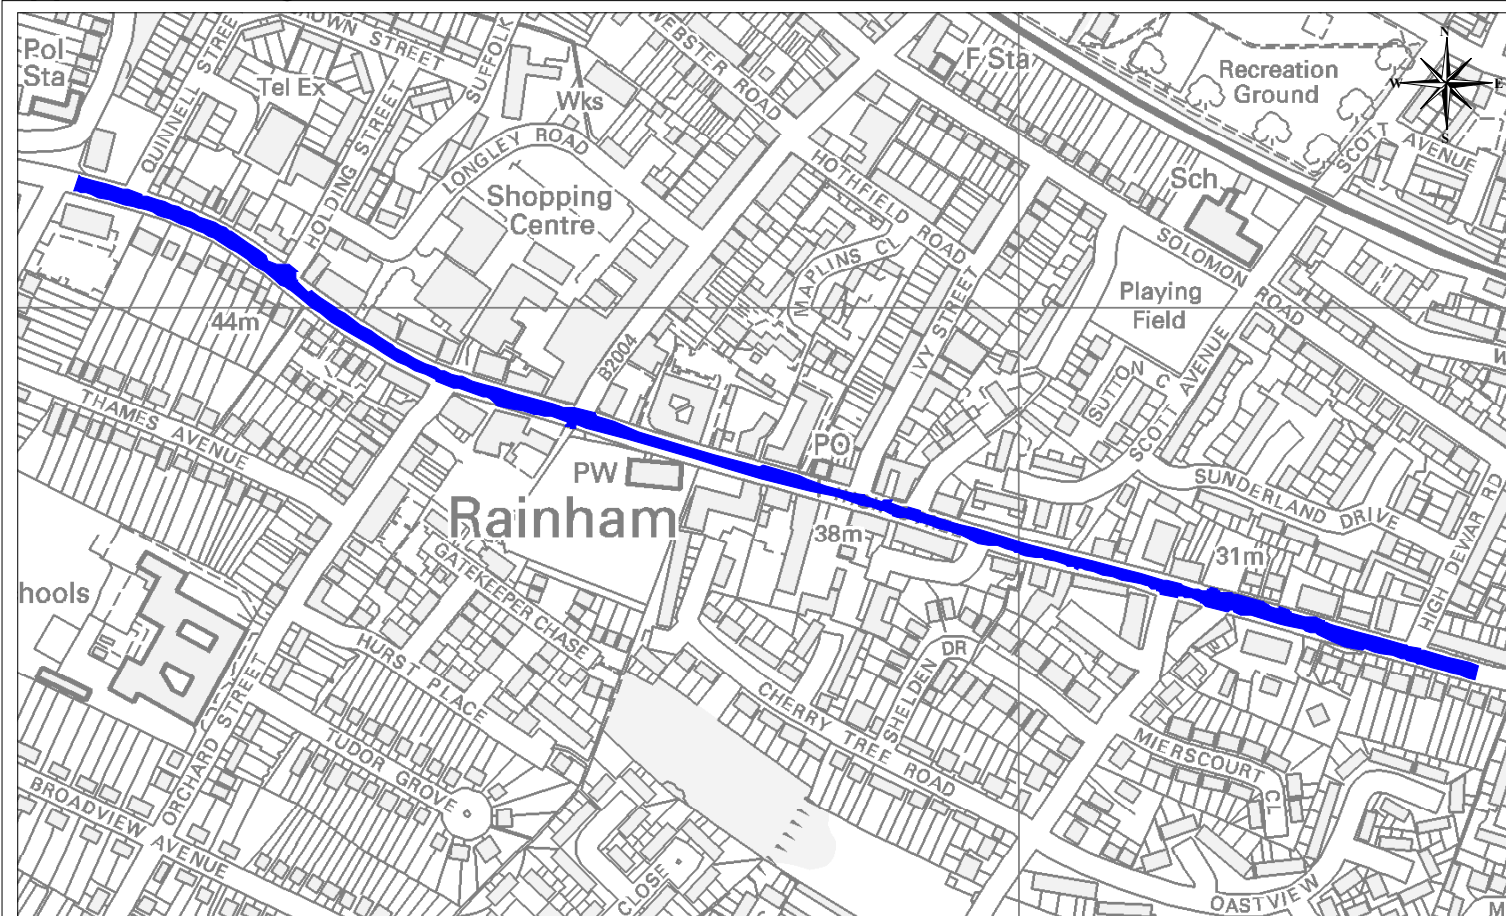 Pol
Sta
QUINNELL STREET
CROWN STREET
Tel Ex
HOLDING STREET
SUFFOLK
Wks
LONGLEY ROAD
WEBSTER ROAD
F Sta
Recreation
Ground
N
W
E
S
SCOTT AVENUE
Shopping
Centre
HOTHFIELD ROAD
MAPLINS CL
IVY STREET
Sch
SOLOMON ROAD
Playing
Field
SUTTON C
SCOTT AVENUE
44m
B2004
THAMES AVENUE
PW
PO
Rainham
38m
SUNDERLAND DRIVE
31m
HIGH DEWAR RD
GATEKEEPER CHASE
hools
HURST PLACE
ORCHARD STREET
TUDOR GROVE
BROADVIEW AVENUE
SHELDEN DR
CHERRY TREE ROAD
MIERSCOURT CL
CLOSE
OASTVIEW
M